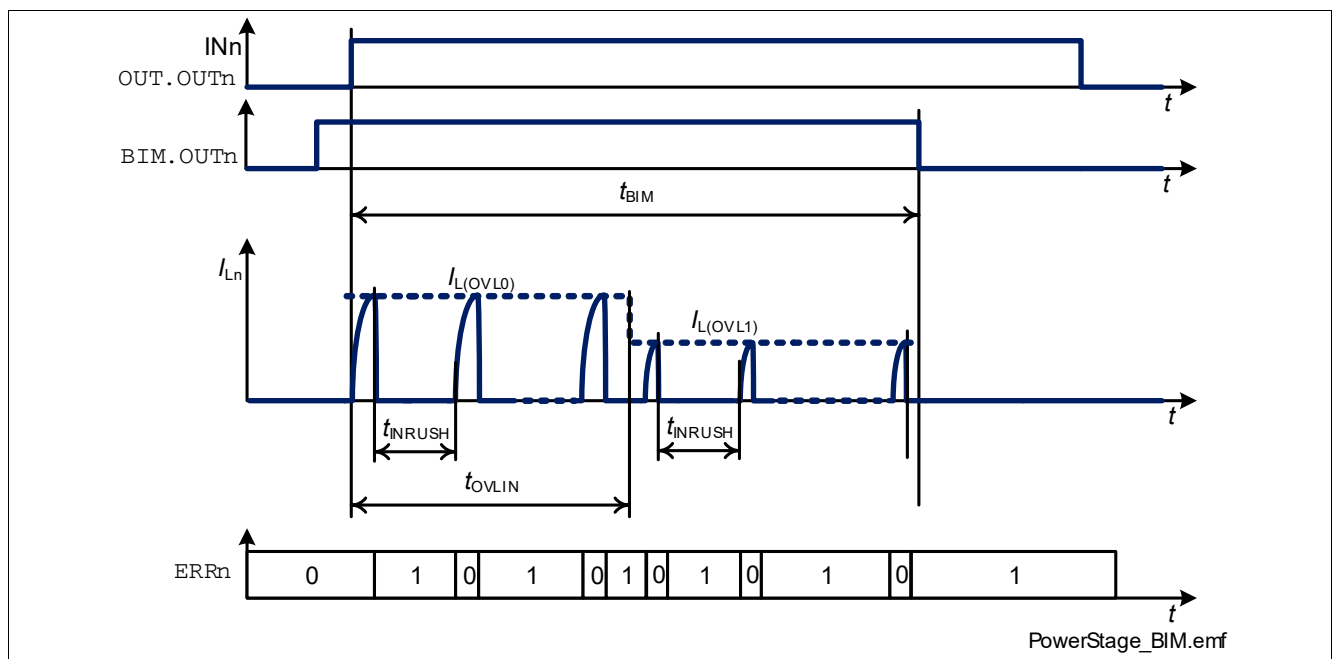 INn
OUT.OUTn
t
BIM.OUTn
t
tBIM
ILn
IL(OVL0)
IL(OVL1)
t
tINRUSH
tINRUSH
tOVLIN
ERRn
0 1 0 1 0 1 0 1 0 1 0 1
t
PowerStage_BIM.emf